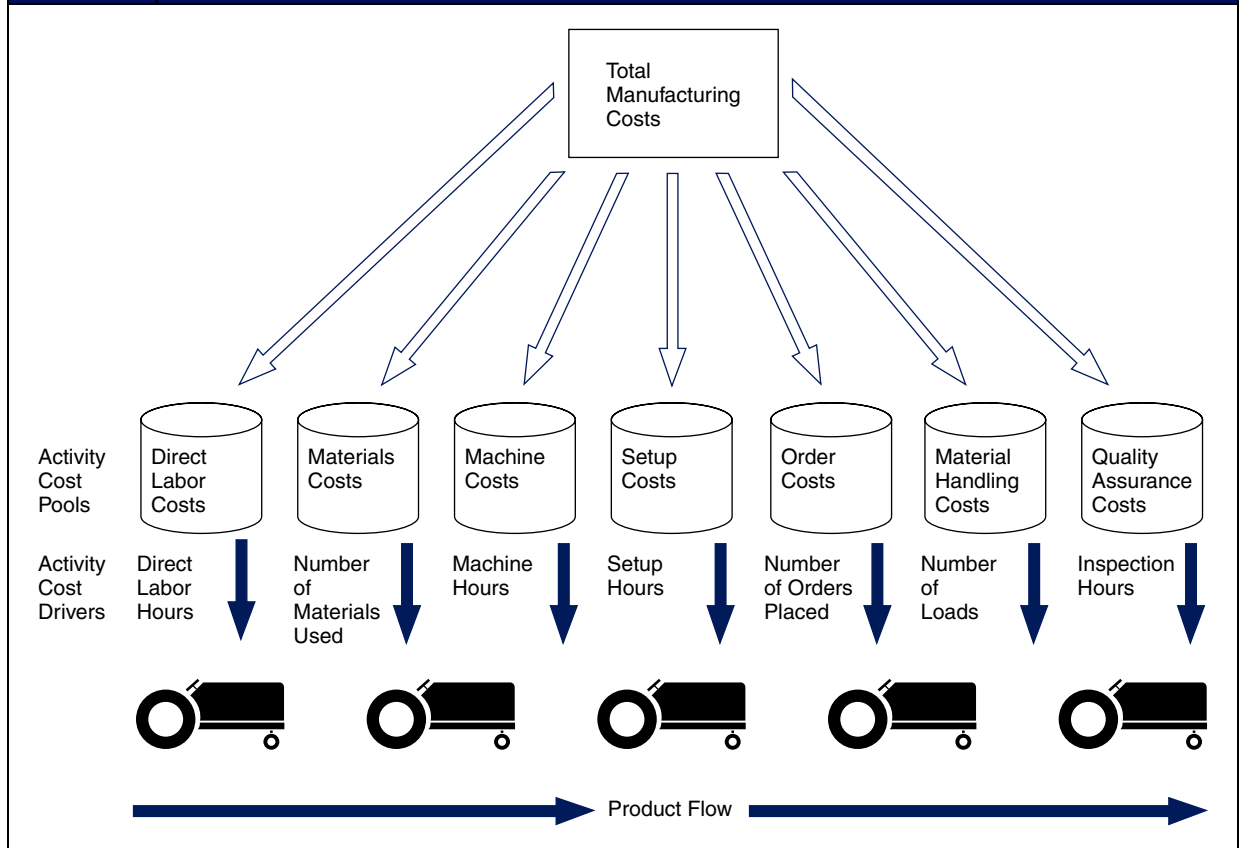 Total
Manufacturing
Costs
Activity
Cost
Pools
Direct
Labor
Costs
Materials
Costs
Machine
Costs
Setup
Costs
Order
Costs
Material
Handling
Costs
Quality
Assurance
Costs
Activity
Cost
Drivers
Direct
Labor
Hours
Number
of
Materials
Used
Machine
Hours
Setup
Hours
Number
of Orders
Placed
Number
of
Loads
Inspection
Hours
Product Flow